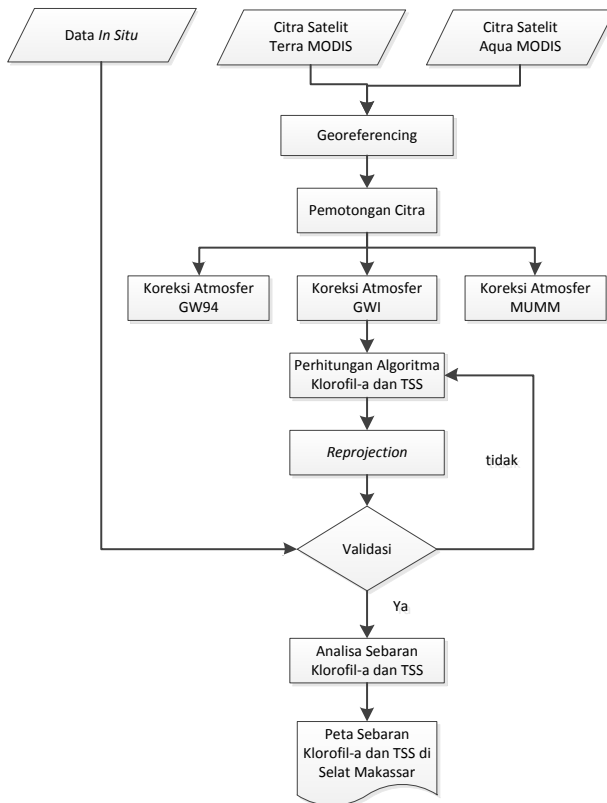 Data In Situ
Citra Satelit
Terra MODIS
Citra Satelit
Aqua MODIS
Georeferencing
Pemotongan Citra
Koreksi Atmosfer
GW94
Koreksi Atmosfer
GWI
Koreksi Atmosfer
MUMM
Perhitungan Algoritma
Klorofil-a dan TSS
Reprojection
tidak
Validasi
Ya
Analisa Sebaran
Klorofil-a dan TSS
Peta Sebaran
Klorofil-a dan TSS di
Selat Makassar